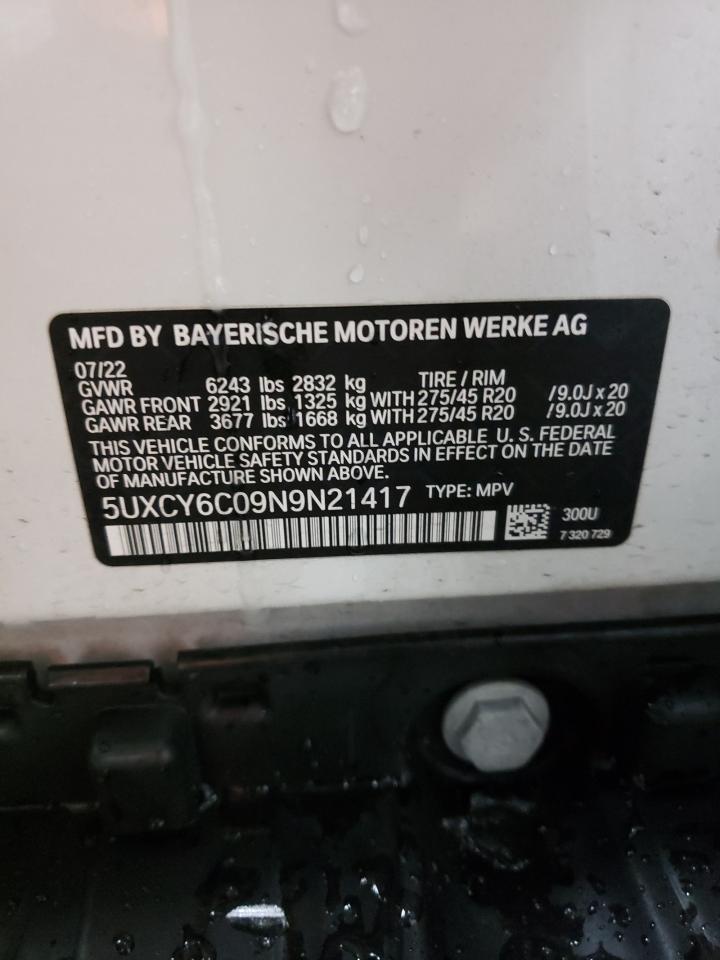 MFD BY BAYERISCHE MOTOREN WERKE AG
07/22
GVWR 6243 lbs 2832 kg TIRE / RIM
GAWR FRONT 2921 lbs 1325 kg WITH 275/45 R20 / 9.0J x 20
GAWR REAR 3677 lbs 1668 kg WITH 275/45 R20 / 9.0J x 20
THIS VEHICLE CONFORMS TO ALL APPLICABLE U. S. FEDERAL
MOTOR VEHICLE SAFETY STANDARDS IN EFFECT ON THE DATE
OF MANUFACTURE SHOWN ABOVE.
5UXCY6C09N9N21417 TYPE: MPV
300U
7 320 729